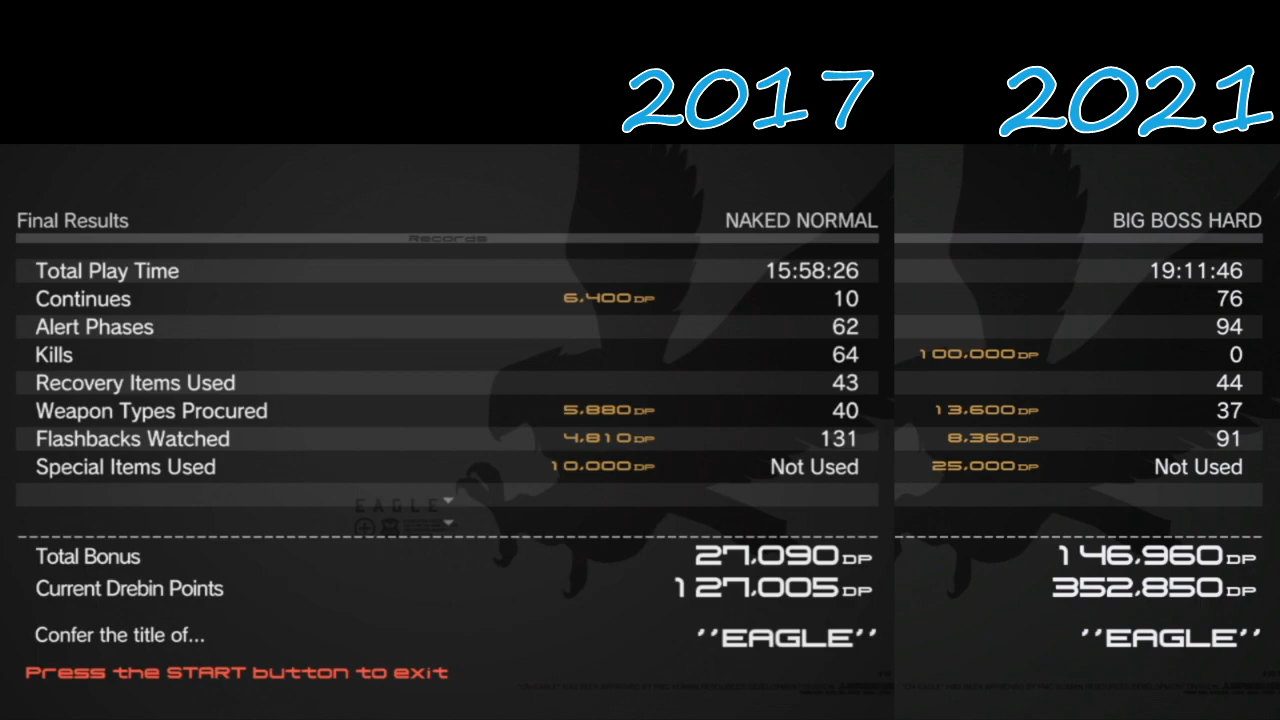 2017 2021
Final Results NAKED NORMAL BIG BOSS HARD
Records
Total Play Time 15:58:26 19:11:46
Continues 6,400DP 10 76
Alert Phases 62 94
Kills 64 100,000DP 0
Recovery Items Used 43 44
Weapon Types Procured 5,880DP 40 13,600DP 37
Flashbacks Watched 4,810DP 131 8,360DP 91
Special Items Used 10,000DP Not Used 25,000DP Not Used
EAGLE
Total Bonus 27,090DP 146,960DP
Current Drebin Points 127,005DP 352,850DP
Confer the title of... "EAGLE" "EAGLE"
Press the START button to exit